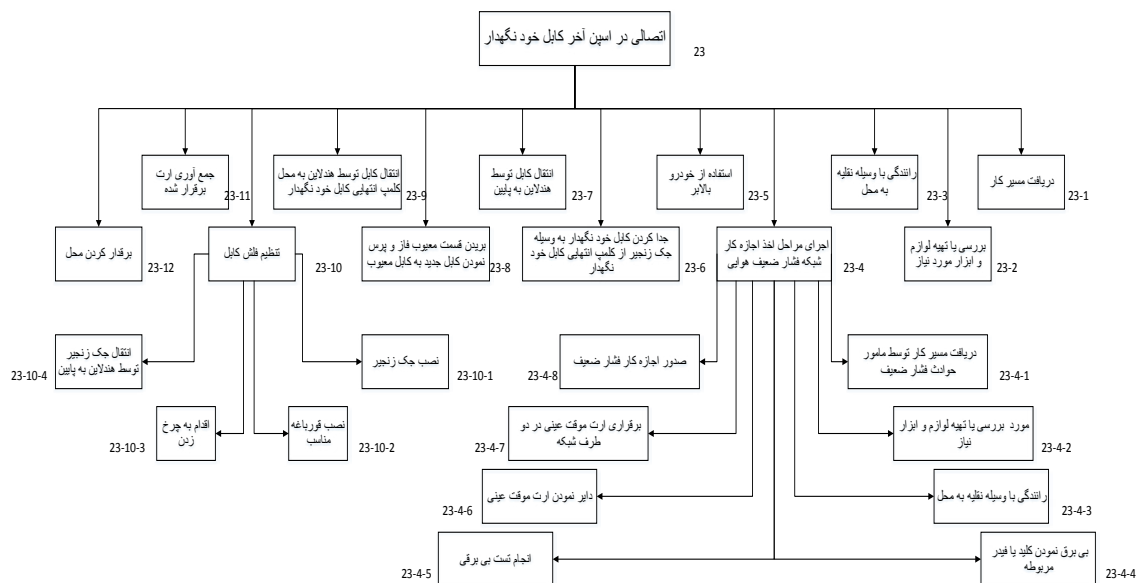 اتصالی در اسپن آخر کابل خود نگهدار
23
دریافت مسیر کار
23-1
بررسی یا تهیه لوازم
و ابزار مورد نیاز
23-2
رانندگی با وسیله نقلیه
به محل
23-3
اجرای مراحل اخذ اجازه کار
شبکه فشار ضعیف هوایی
23-4
استفاده از خودرو
بالابر
23-5
جدا کردن کابل خود نگهدار به وسیله
جک زنجیر از کلمپ انتهایی کابل خود
نگهدار
23-6
انتقال کابل توسط
هندلاین به پایین
23-7
بریدن قسمت معیوب فاز و پرس
نمودن کابل جدید به کابل معیوب
23-8
انتقال کابل توسط هندلاین به محل
کلمپ انتهایی کابل خود نگهدار
23-9
تنظیم فلش کابل
23-10
جمع آوری ارت
برقرار شده
23-11
برقدار کردن محل
23-12
دریافت مسیر کار توسط مامور
حوادث فشار ضعیف
23-4-1
مورد بررسی یا تهیه لوازم و ابزار
نیاز
23-4-2
رانندگی با وسیله نقلیه به محل
23-4-3
بی برق نمودن کلید یا فیدر
مربوطه
23-4-4
انجام تست بی برقی
23-4-5
دایر نمودن ارت موقت عینی
23-4-6
برقراری ارت موقت عینی در دو
طرف شبکه
23-4-7
صدور اجازه کار فشار ضعیف
23-4-8
نصب جک زنجیر
23-10-1
نصب قورباغه
مناسب
23-10-2
اقدام به چرخ
زدن
23-10-3
انتقال جک زنجیر
توسط هندلاین به پایین
23-10-4